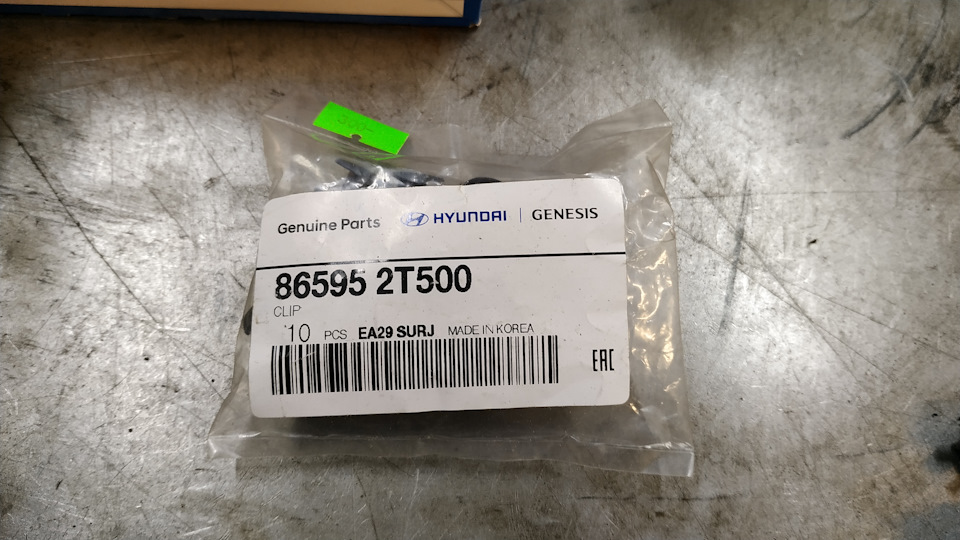 Genuine Parts HYUNDAI | GENESIS
86595 2T500
CLIP
10 PCS EA29 SURJ MADE IN KOREA
EAC